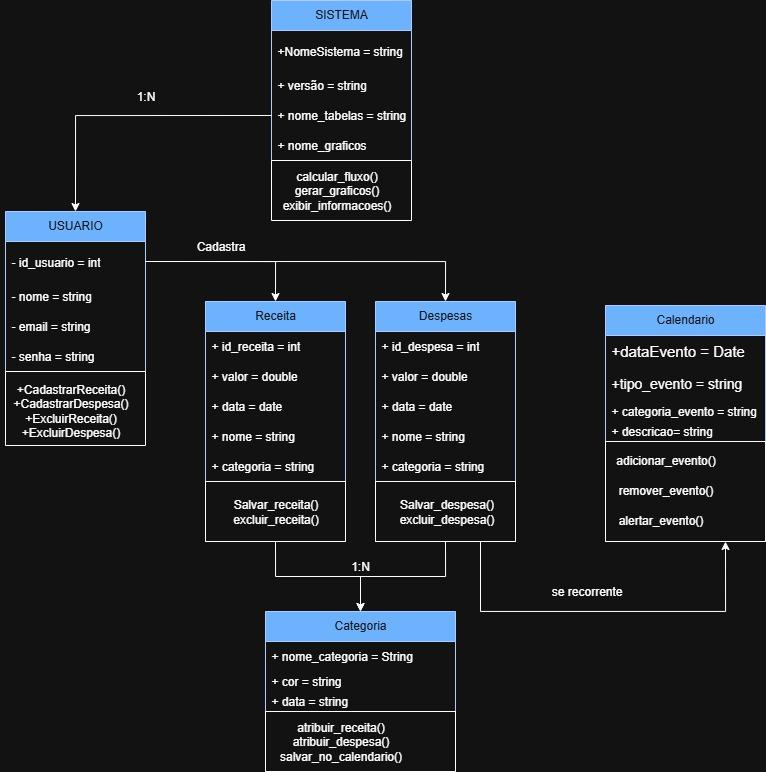 SISTEMA
+NomeSistema = string
+ versão = string
+ nome_tabelas = string
+ nome_graficos
calcular_fluxo()
gerar_graficos()
exibir_informacoes()
1:N
USUARIO
- id_usuario = int
- nome = string
- email = string
- senha = string
+CadastrarReceita()
+CadastrarDespesa()
+ExcluirReceita()
+ExcluirDespesa()
Cadastra
Receita
+ id_receita = int
+ valor = double
+ data = date
+ nome = string
+ categoria = string
Salvar_receita()
excluir_receita()
Despesas
+ id_despesa = int
+ valor = double
+ data = date
+ nome = string
+ categoria = string
Salvar_despesa()
excluir_despesa()
Calendario
+dataEvento = Date
+tipo_evento = string
+ categoria_evento = string
+ descricao= string
adicionar_evento()
remover_evento()
alertar_evento()
1:N
se recorrente
Categoria
+ nome_categoria = String
+ cor = string
+ data = string
atribuir_receita()
atribuir_despesa()
salvar_no_calendario()